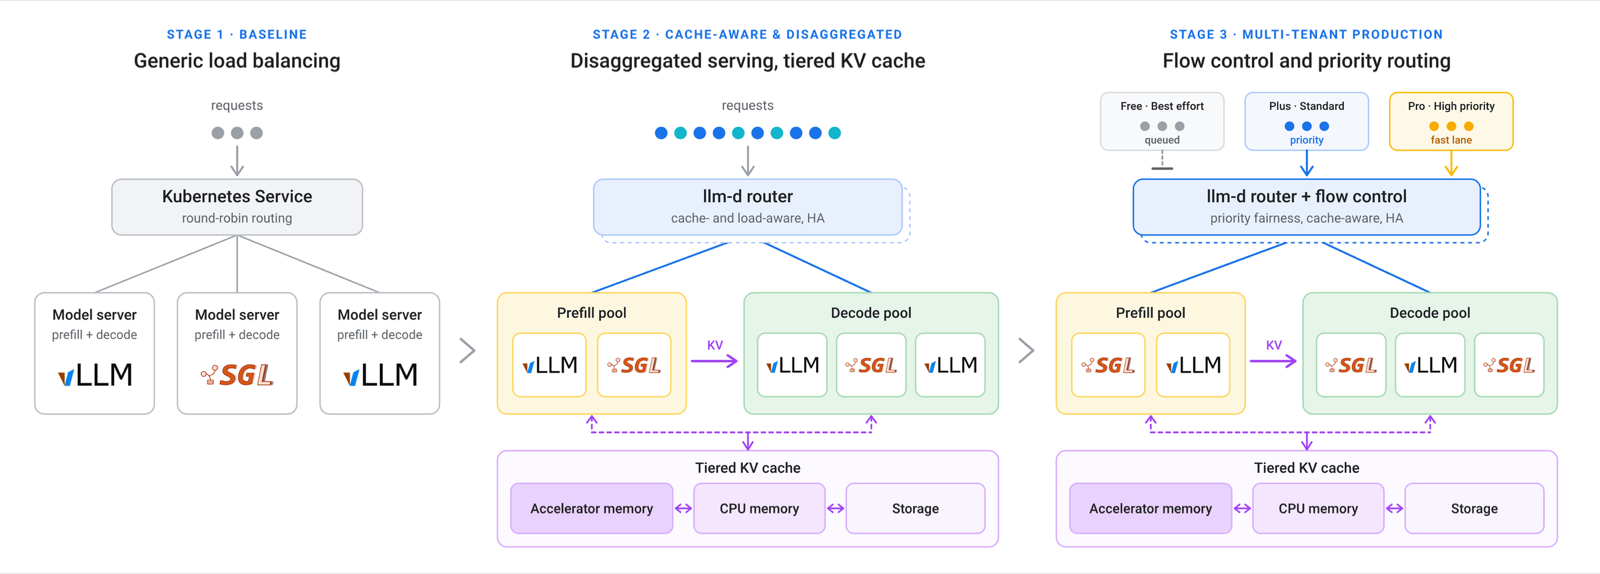 STAGE 1 · BASELINE
Generic load balancing
requests
Kubernetes Service
round-robin routing
Model server
prefill + decode
vLLM
Model server
prefill + decode
SGL
Model server
prefill + decode
vLLM
STAGE 2 · CACHE-AWARE & DISAGGREGATED
Disaggregated serving, tiered KV cache
requests
llm-d router
cache- and load-aware, HA
Prefill pool
vLLM
SGL
KV
Decode pool
vLLM
SGL
vLLM
Tiered KV cache
Accelerator memory
CPU memory
Storage
STAGE 3 · MULTI-TENANT PRODUCTION
Flow control and priority routing
Free · Best effort
queued
Plus · Standard
priority
Pro · High priority
fast lane
llm-d router + flow control
priority fairness, cache-aware, HA
Prefill pool
SGL
vLLM
KV
Decode pool
SGL
vLLM
SGL
Tiered KV cache
Accelerator memory
CPU memory
Storage